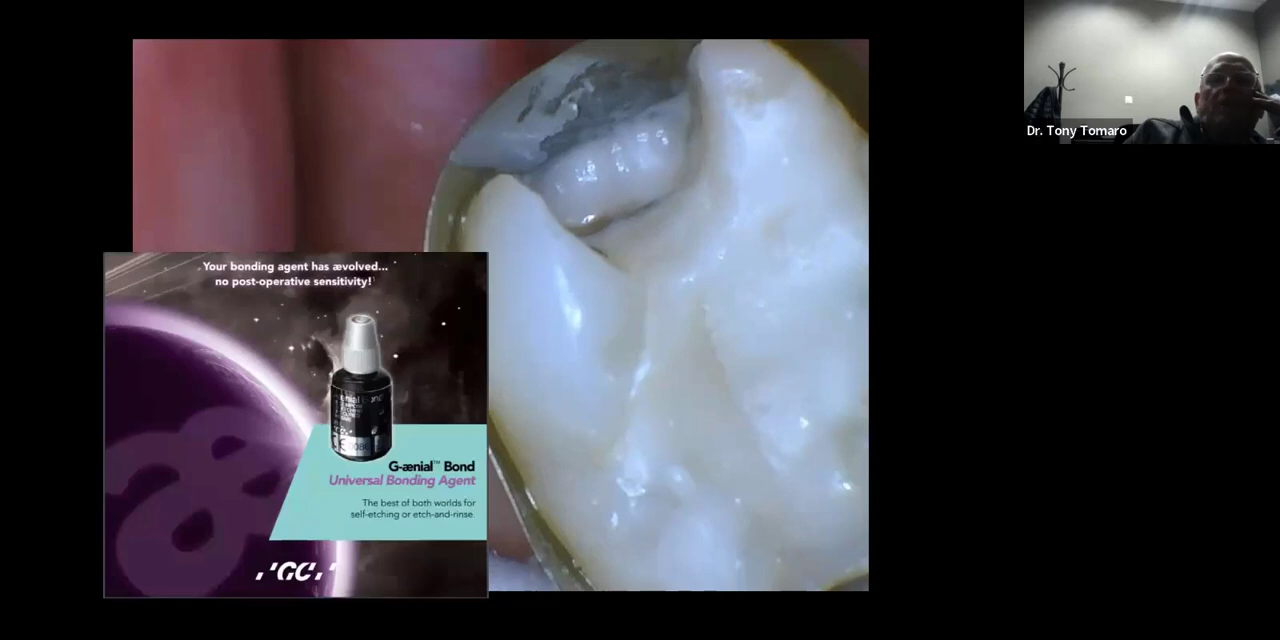 Your bonding agent has ævolved...
no post-operative sensitivity!
Dr. Tony Tomaro
G-ænial™ Bond
Universal Bonding Agent
The best of both worlds for
self-etching or etch-and-rinse.
'GC'